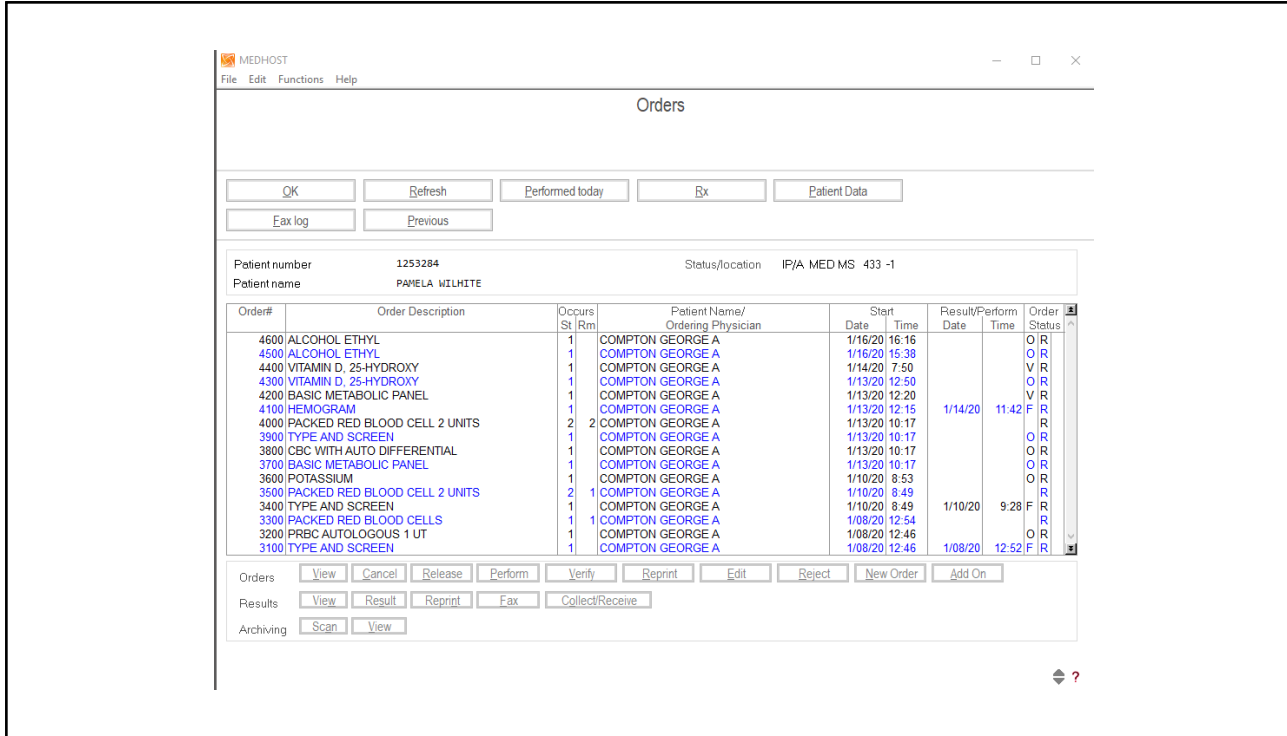 MEDHOST
File Edit Functions Help
Orders
OK Refresh Performed today Rx Patient Data
Fax log Previous
Patient number 1253284 Status/location IP/A MED MS 433 -1
Patient name PAMELA WILHITE
Order# Order Description Occurs Patient Name/ Start Result/Perform Order
St Rm Ordering Physician Date Time Date Time Status
4600 ALCOHOL ETHYL 1 COMPTON GEORGE A 1/16/20 16:16 O R
4500 ALCOHOL ETHYL 1 COMPTON GEORGE A 1/16/20 15:38 O R
4400 VITAMIN D, 25-HYDROXY 1 COMPTON GEORGE A 1/14/20 7:50 V R
4300 VITAMIN D, 25-HYDROXY 1 COMPTON GEORGE A 1/13/20 12:50 O R
4200 BASIC METABOLIC PANEL 1 COMPTON GEORGE A 1/13/20 12:20 V R
4100 HEMOGRAM 1 COMPTON GEORGE A 1/13/20 12:15 1/14/20 11:42 F R
4000 PACKED RED BLOOD CELL 2 UNITS 2 2 COMPTON GEORGE A 1/13/20 10:17 R
3900 TYPE AND SCREEN 1 COMPTON GEORGE A 1/13/20 10:17 O R
3800 CBC WITH AUTO DIFFERENTIAL 1 COMPTON GEORGE A 1/13/20 10:17 O R
3700 BASIC METABOLIC PANEL 1 COMPTON GEORGE A 1/13/20 10:17 O R
3600 POTASSIUM 1 COMPTON GEORGE A 1/10/20 8:53 O R
3500 PACKED RED BLOOD CELL 2 UNITS 2 1 COMPTON GEORGE A 1/10/20 8:49 R
3400 TYPE AND SCREEN 1 COMPTON GEORGE A 1/10/20 8:49 1/10/20 9:28 F R
3300 PACKED RED BLOOD CELLS 1 1 COMPTON GEORGE A 1/08/20 12:54 R
3200 PRBC AUTOLOGOUS 1 UT 1 COMPTON GEORGE A 1/08/20 12:46 O R
3100 TYPE AND SCREEN 1 COMPTON GEORGE A 1/08/20 12:46 1/08/20 12:52 F R
Orders View Cancel Release Perform Verify Reprint Edit Reject New Order Add On
Results View Result Reprint Fax Collect/Receive
Archiving Scan View
?